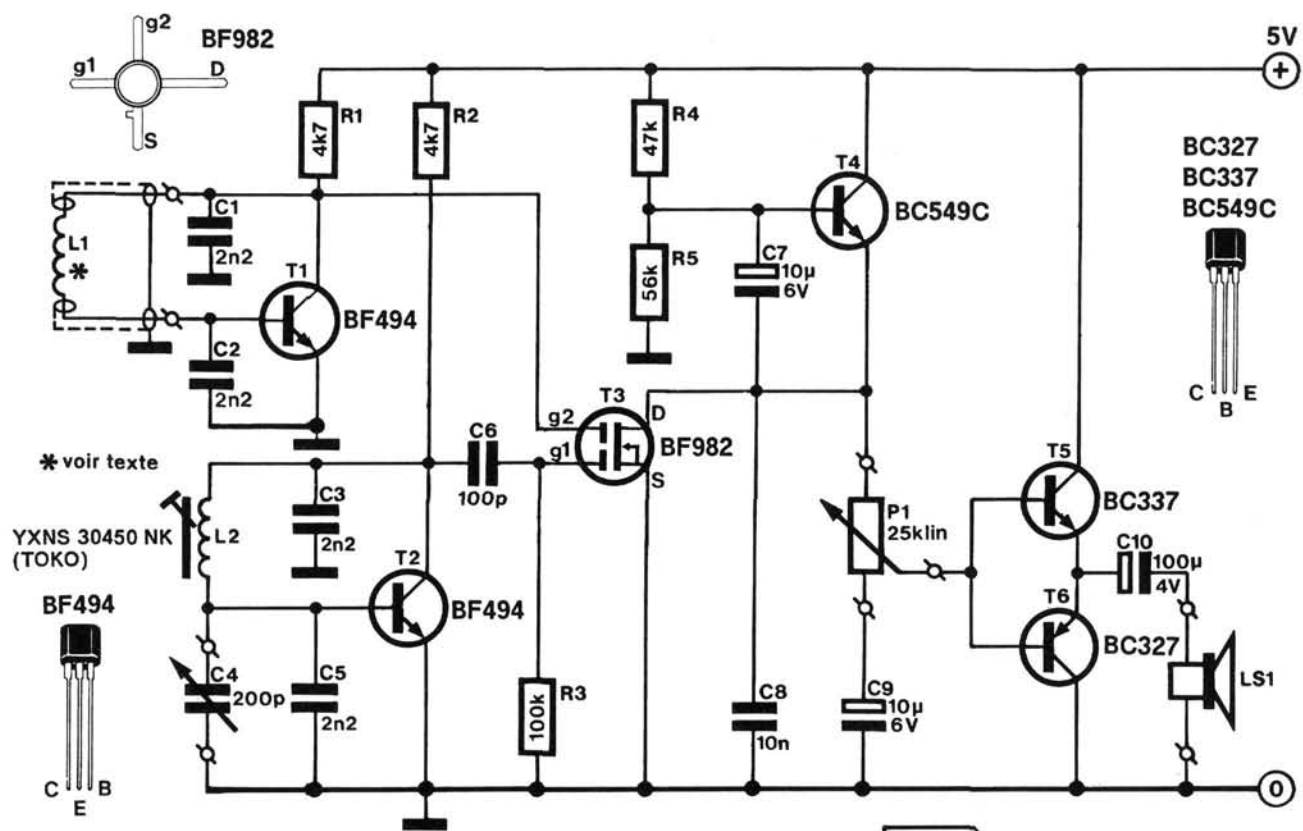 g2
BF982
g1
D
S
5V
+
R1
4k7
R2
4k7
R4
47k
T4
BC549C
BC327
BC337
BC549C
C
B
E
L1
*
C1
2n2
T1
BF494
C2
2n2
R5
56k
C7
10μ
6V
T3
g2
D
g1
BF982
S
* voir texte
C6
100p
YXNS 30450 NK
(TOKO)
L2
C3
2n2
T2
BF494
P1
25klin
T5
BC337
C10
100μ
4V
T6
BC327
BF494
C
E
B
C4
200p
C5
2n2
R3
100k
C8
10n
C9
10μ
6V
LS1
0